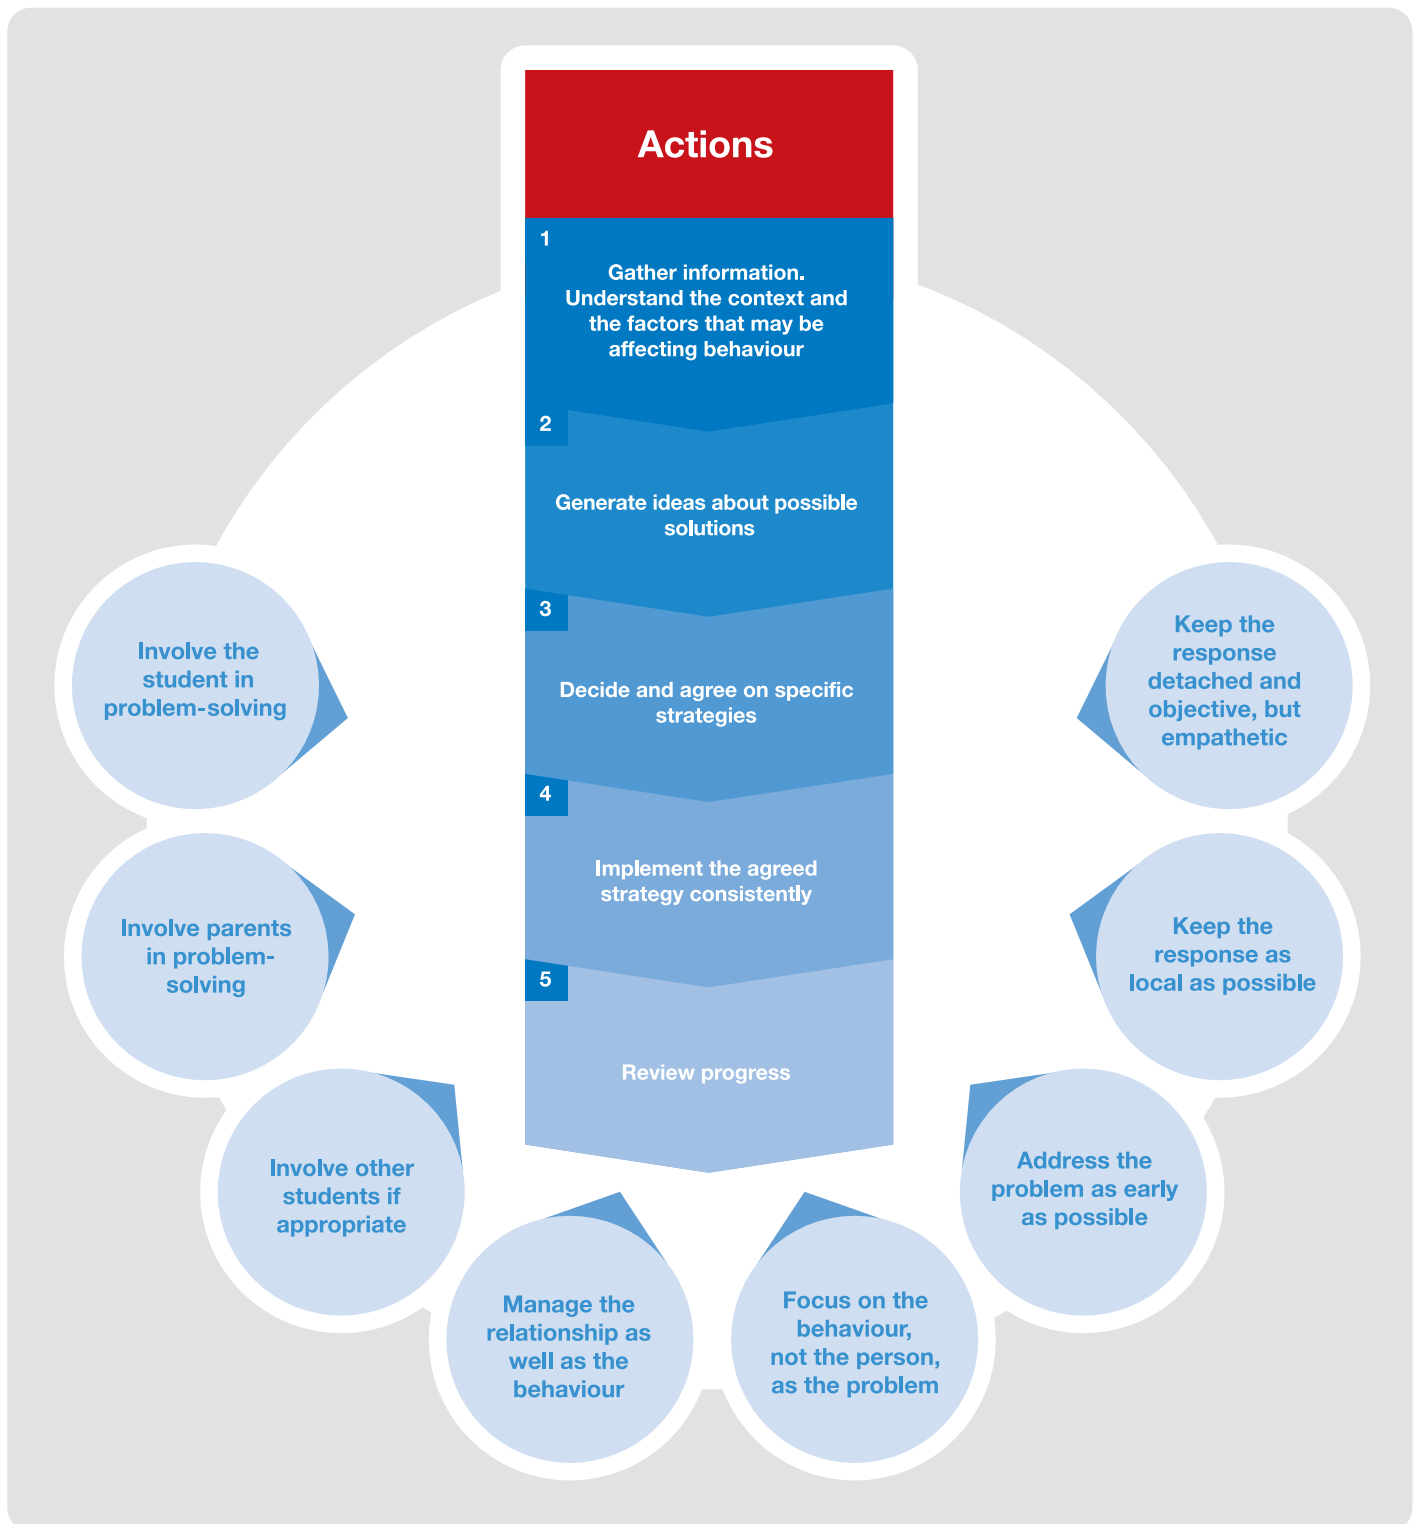 Actions
1
Gather information.
Understand the context and
the factors that may be
affecting behaviour
2
Generate ideas about possible
solutions
3
Decide and agree on specific
strategies
4
Implement the agreed
strategy consistently
5
Review progress
Involve the
student in
problem-solving
Involve parents
in problem-
solving
Involve other
students if
appropriate
Manage the
relationship as
well as the
behaviour
Focus on the
behaviour,
not the person,
as the problem
Address the
problem as early
as possible
Keep the
response as
local as possible
Keep the
response
detached and
objective, but
empathetic